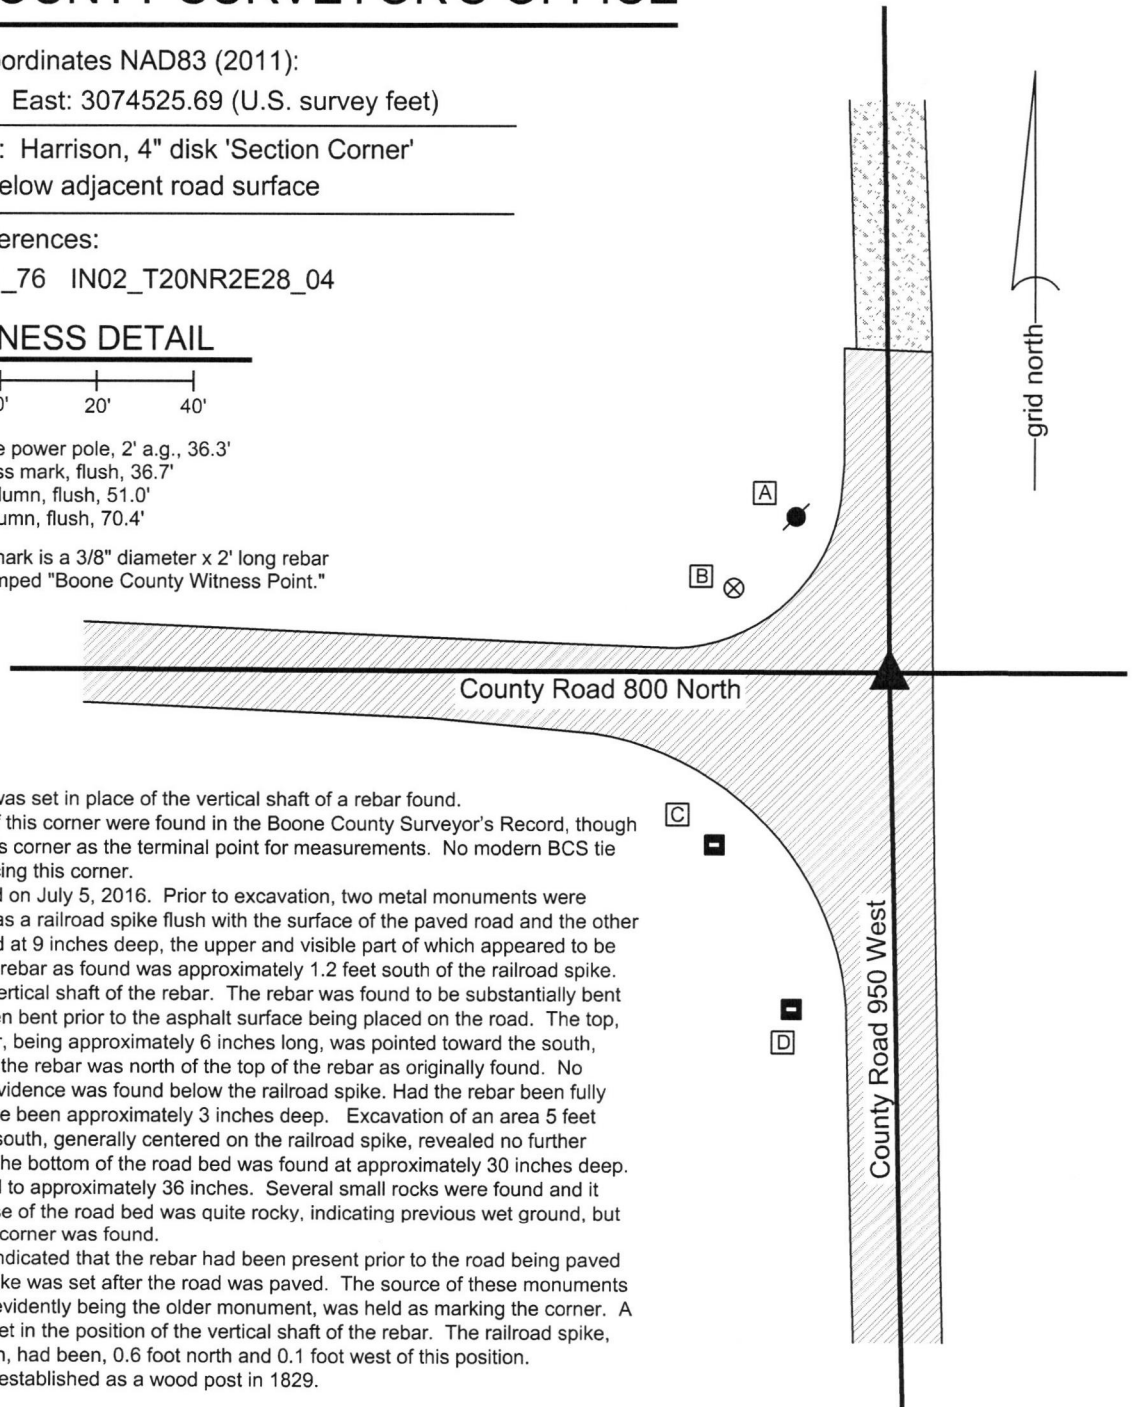 COUNTY SURVEYOR'S OFFICE
ordinates NAD83 (2011):
East: 3074525.69 (U.S. survey feet)
: Harrison, 4" disk 'Section Corner'
elow adjacent road surface
erences:
_76 IN02_T20NR2E28_04
NESS DETAIL
0' 20' 40'
e power pole, 2' a.g., 36.3'
ss mark, flush, 36.7'
lumn, flush, 51.0'
umn, flush, 70.4'
nark is a 3/8" diameter x 2' long rebar
mped "Boone County Witness Point."
grid north
A
B
County Road 800 North
C
D
County Road 950 West
was set in place of the vertical shaft of a rebar found.
f this corner were found in the Boone County Surveyor's Record, though
s corner as the terminal point for measurements. No modern BCS tie
ing this corner.
d on July 5, 2016. Prior to excavation, two metal monuments were
as a railroad spike flush with the surface of the paved road and the other
d at 9 inches deep, the upper and visible part of which appeared to be
rebar as found was approximately 1.2 feet south of the railroad spike.
ertical shaft of the rebar. The rebar was found to be substantially bent
en bent prior to the asphalt surface being placed on the road. The top,
r, being approximately 6 inches long, was pointed toward the south,
the rebar was north of the top of the rebar as originally found. No
vidence was found below the railroad spike. Had the rebar been fully
e been approximately 3 inches deep. Excavation of an area 5 feet
south, generally centered on the railroad spike, revealed no further
he bottom of the road bed was found at approximately 30 inches deep.
d to approximately 36 inches. Several small rocks were found and it
se of the road bed was quite rocky, indicating previous wet ground, but
corner was found.
ndicated that the rebar had been present prior to the road being paved
ke was set after the road was paved. The source of these monuments
evidently being the older monument, was held as marking the corner. A
et in the position of the vertical shaft of the rebar. The railroad spike,
n, had been, 0.6 foot north and 0.1 foot west of this position.
established as a wood post in 1829.